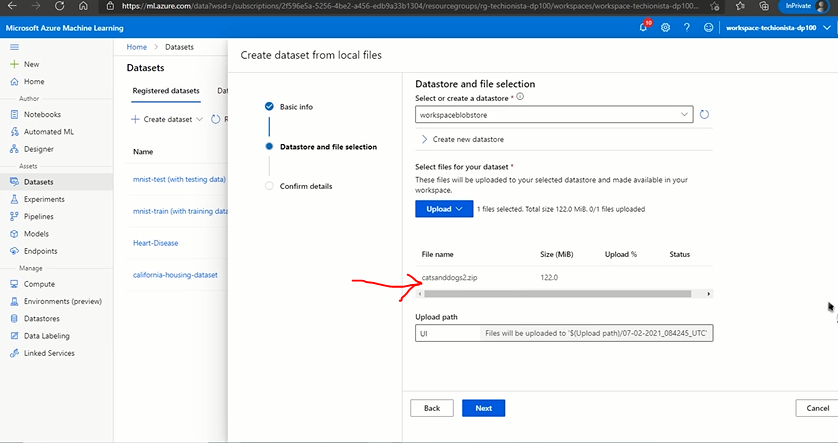 https://ml.azure.com/data?wsid=/subscriptions/2f596e5a-5256-4be2-a456-edb9a33b1304/resourcegroups/rg-techionista-dp100/workspaces/workspace-techionista-dp100...
InPrivate
Microsoft Azure Machine Learning
10
workspace-techionista-dp100
New
Home
Author
Notebooks
Automated ML
Designer
Assets
Datasets
Experiments
Pipelines
Models
Endpoints
Manage
Compute
Environments (preview)
Datastores
Data Labeling
Linked Services
Home > Datasets
Datasets
Registered datasets Dat
+ Create dataset R
Name
mnist-test (with testing data)
mnist-train (with training data
Heart-Disease
california-housing-dataset
Create dataset from local files
Basic info
Datastore and file selection
Confirm details
Datastore and file selection
Select or create a datastore *
workspaceblobstore
Create new datastore
Select files for your dataset *
These files will be uploaded to your selected datastore and made available in your
workspace.
Upload
1 files selected. Total size 122.0 MiB. 0/1 files uploaded
File name Size (MiB) Upload % Status
catsanddogs2.zip 122.0
Upload path
UI Files will be uploaded to '$(Upload path)/07-02-2021_084245_UTC'
Back Next Cancel